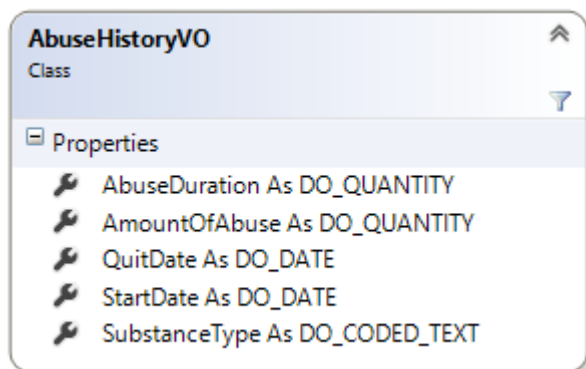 AbuseHistoryVO
Class
Properties
AbuseDuration As DO_QUANTITY
AmountOfAbuse As DO_QUANTITY
QuitDate As DO_DATE
StartDate As DO_DATE
SubstanceType As DO_CODED_TEXT